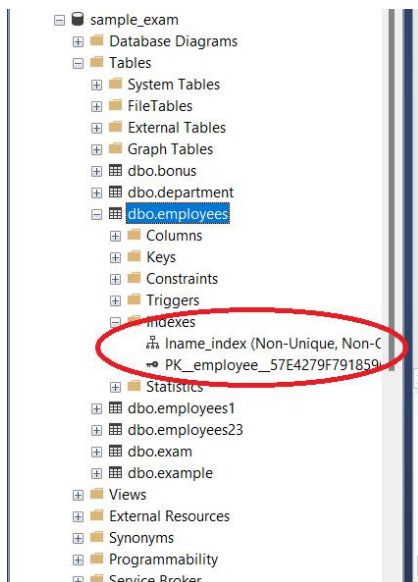 sample_exam
Database Diagrams
Tables
System Tables
FileTables
External Tables
Graph Tables
dbo.bonus
dbo.department
dbo.employees
Columns
Keys
Constraints
Triggers
Indexes
lname_index (Non-Unique, Non-C
PK__employee__57E4279F791859
Statistics
dbo.employees1
dbo.employees23
dbo.exam
dbo.example
Views
External Resources
Synonyms
Programmability
Service Broker